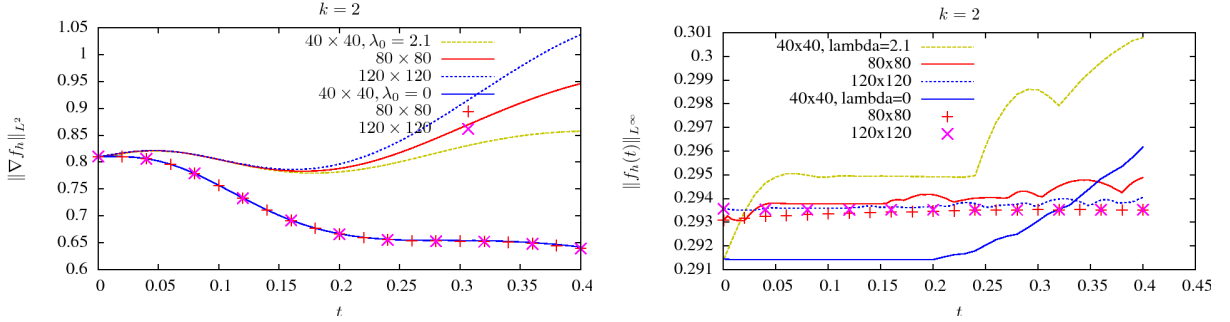 k = 2
‖∇f_h‖_{L²}
1.05
1
0.95
0.9
0.85
0.8
0.75
0.7
0.65
0.6
40 × 40, λ₀ = 2.1
80 × 80
120 × 120
40 × 40, λ₀ = 0
80 × 80
120 × 120
0
0.05
0.1
0.15
0.2
0.25
0.3
0.35
0.4
t
k = 2
‖f_h(t)‖_{L^∞}
0.301
0.3
0.299
0.298
0.297
0.296
0.295
0.294
0.293
0.292
0.291
40x40, lambda=2.1
80x80
120x120
40x40, lambda=0
80x80
120x120
0
0.05
0.1
0.15
0.2
0.25
0.3
0.35
0.4
0.45
t